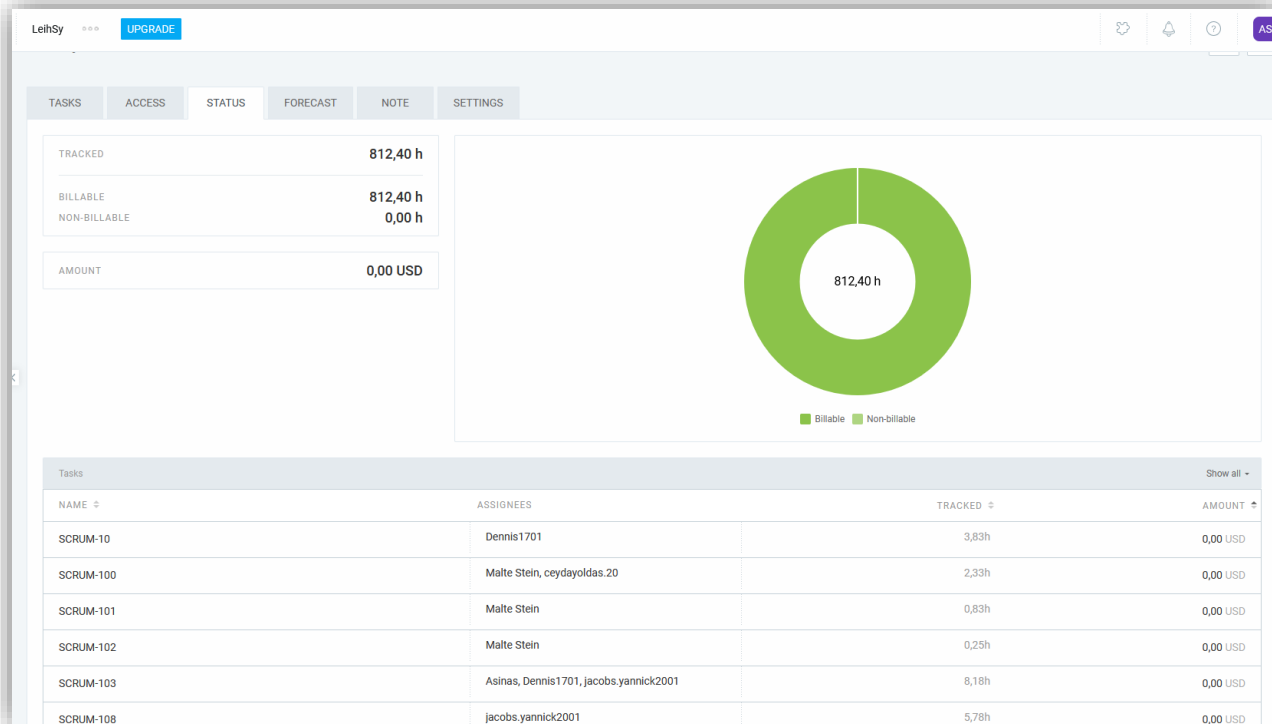 LeihSy UPGRADE ? AS
TASKS ACCESS STATUS FORECAST NOTE SETTINGS
TRACKED 812,40 h
BILLABLE 812,40 h
NON-BILLABLE 0,00 h
AMOUNT 0,00 USD
812,40 h
Billable Non-billable
Tasks Show all
NAME ASSIGNEES TRACKED AMOUNT
SCRUM-10 Dennis1701 3,83h 0,00 USD
SCRUM-100 Malte Stein, ceydayoldas.20 2,33h 0,00 USD
SCRUM-101 Malte Stein 0,83h 0,00 USD
SCRUM-102 Malte Stein 0,25h 0,00 USD
SCRUM-103 Asinas, Dennis1701, jacobs.yannick2001 8,18h 0,00 USD
SCRUM-108 jacobs.yannick2001 5,78h 0,00 USD